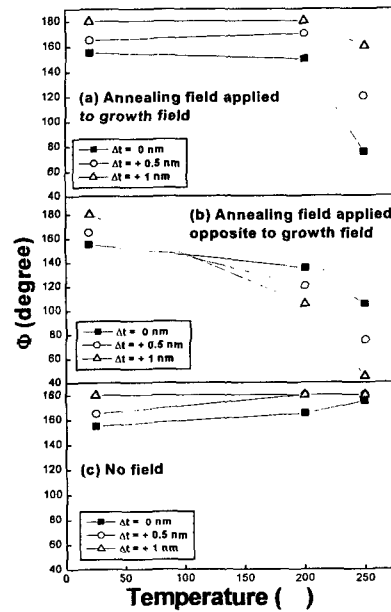 180
160
140
120
100
80
60
40
(a) Annealing field applied
to growth field
Δt = 0 nm
Δt = + 0.5 nm
Δt = + 1 nm
180
160
140
120
100
80
60
40
(b) Annealing field applied
opposite to growth field
Δt = 0 nm
Δt = + 0.5 nm
Δt = + 1 nm
Φ (degree)
180
160
140
120
100
80
60
40
(c) No field
Δt = 0 nm
Δt = + 0.5 nm
Δt = + 1 nm
0 50 100 150 200 250
Temperature ( )